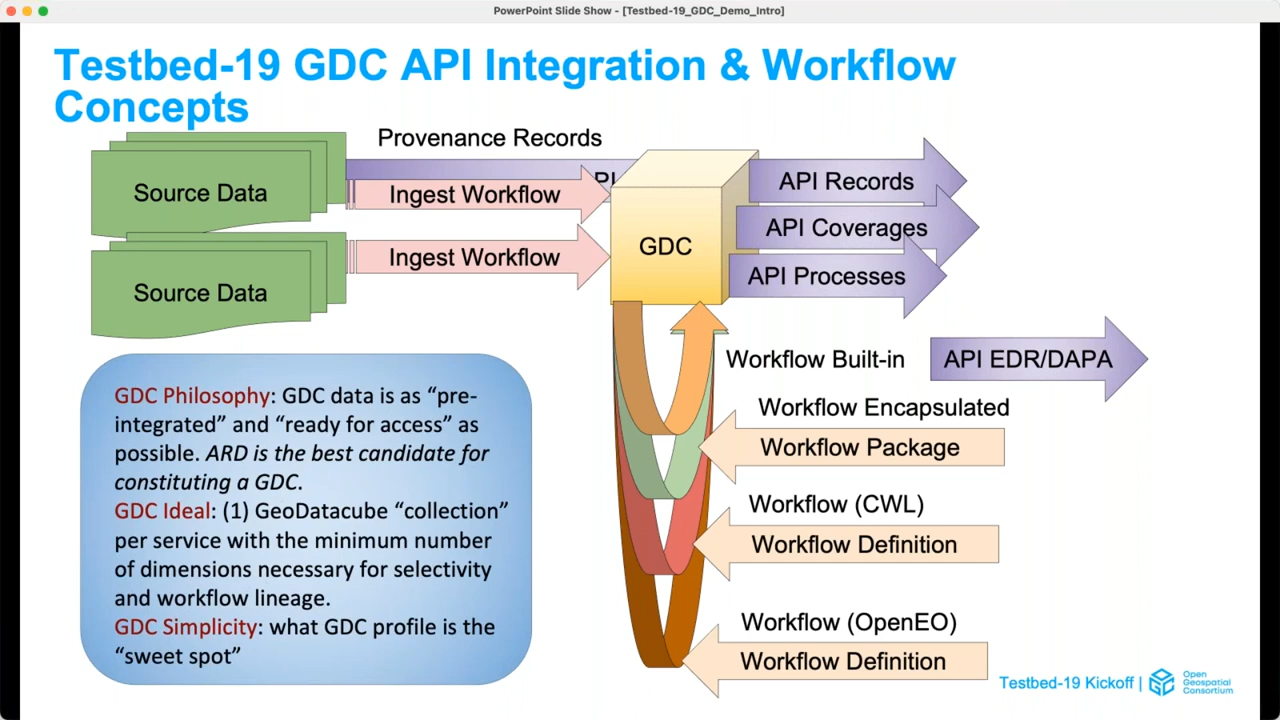 PowerPoint Slide Show - [Testbed-19_GDC_Demo_Intro]
Testbed-19 GDC API Integration & Workflow
Concepts
Provenance Records
Source Data
Ingest Workflow
API Records
API Coverages
GDC
Ingest Workflow
API Processes
Source Data
Workflow Built-in
API EDR/DAPA
GDC Philosophy: GDC data is as “pre-
integrated” and “ready for access” as
possible. ARD is the best candidate for
constituting a GDC.
GDC Ideal: (1) GeoDatacube “collection”
per service with the minimum number
of dimensions necessary for selectivity
and workflow lineage.
GDC Simplicity: what GDC profile is the
“sweet spot”
Workflow Encapsulated
Workflow Package
Workflow (CWL)
Workflow Definition
Workflow (OpenEO)
Workflow Definition
Testbed-19 Kickoff |
Open
Geospatial
Consortium